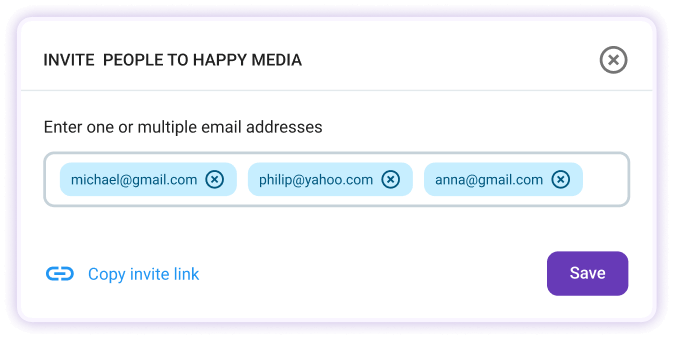 INVITE PEOPLE TO HAPPY MEDIA
Enter one or multiple email addresses
michael@gmail.com philip@yahoo.com anna@gmail.com
Copy invite link Save